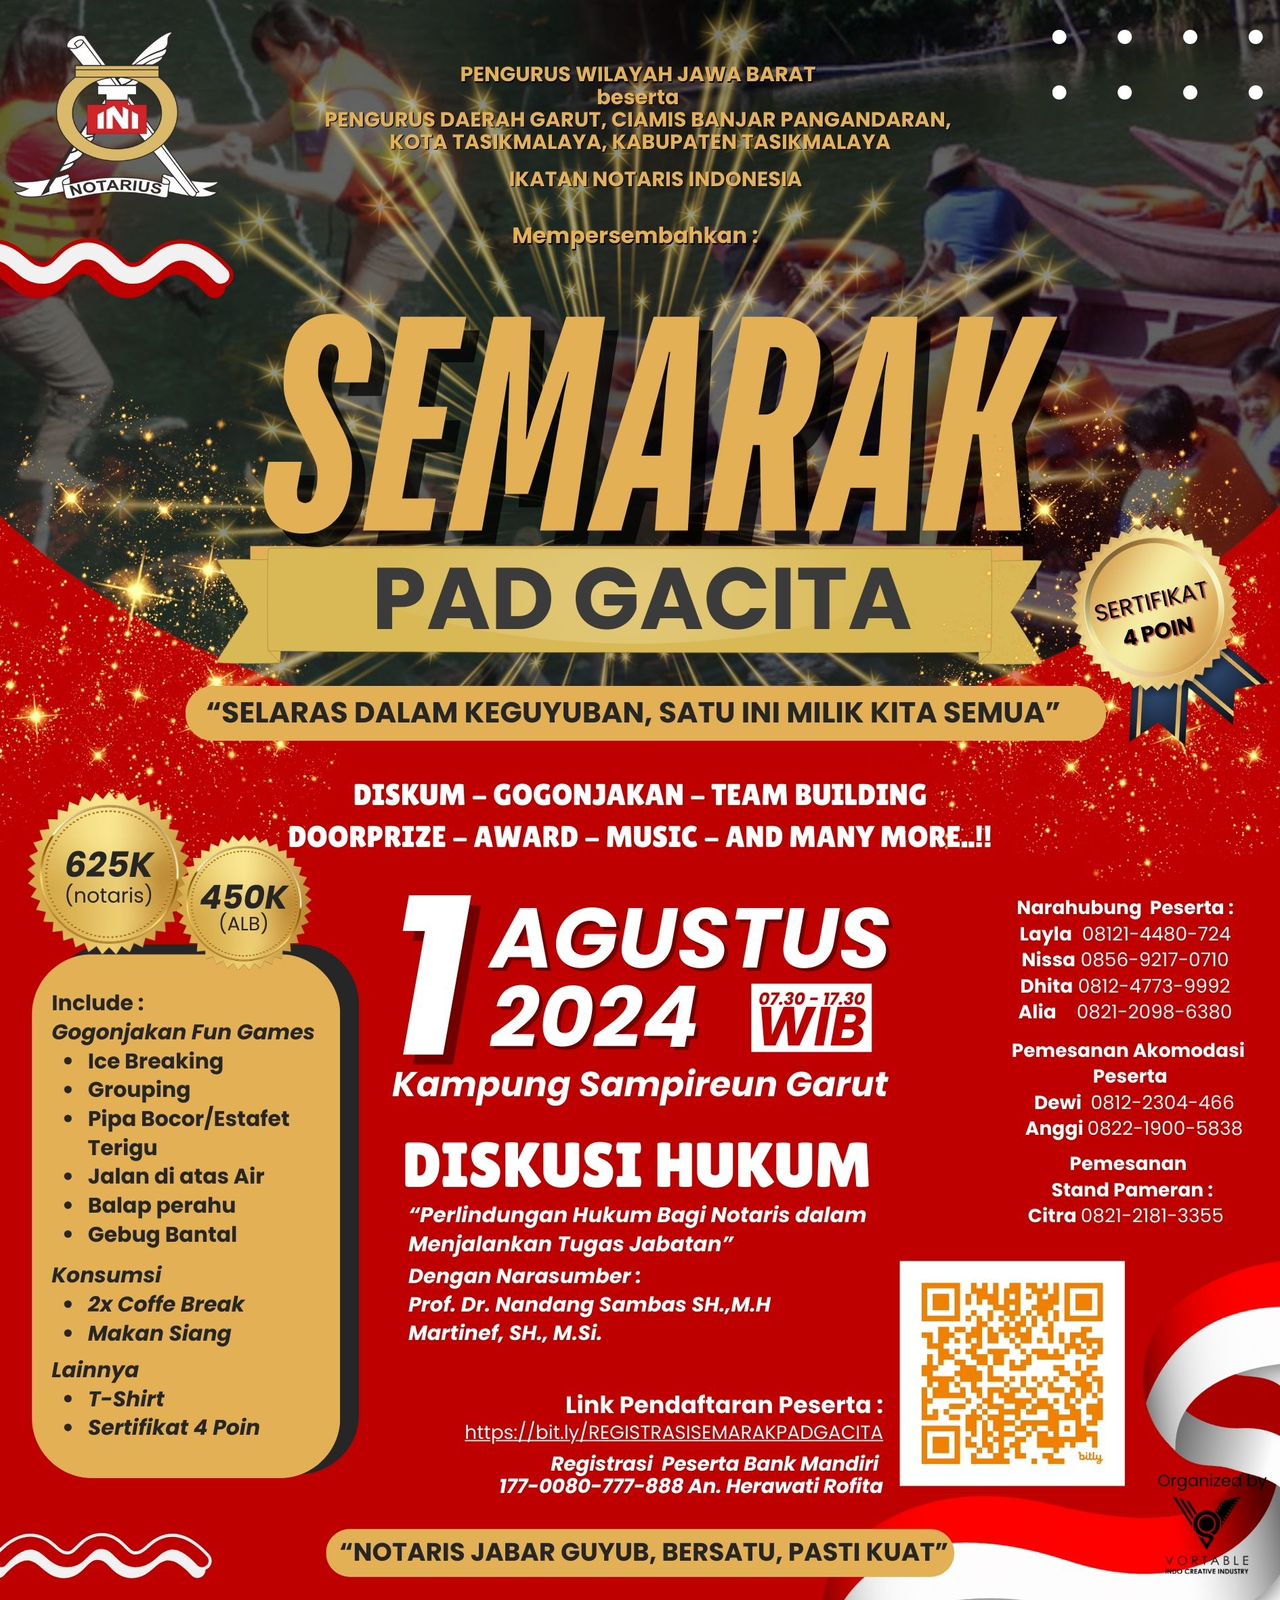 INI
NOTARIUS
PENGURUS WILAYAH JAWA BARAT
beserta
PENGURUS DAERAH GARUT, CIAMIS BANJAR PANGANDARAN,
KOTA TASIKMALAYA, KABUPATEN TASIKMALAYA
IKATAN NOTARIS INDONESIA
Mempersembahkan :
SEMARAK
PAD GACITA
SERTIFIKAT
4 POIN
“SELARAS DALAM KEGUYUBAN, SATU INI MILIK KITA SEMUA”
DISKUM – GOGONJAKAN – TEAM BUILDING
DOORPRIZE – AWARD – MUSIC – AND MANY MORE..!!
625K
(notaris)
450K
(ALB)
Include :
Gogonjakan Fun Games
• Ice Breaking
• Grouping
• Pipa Bocor/Estafet
Terigu
• Jalan di atas Air
• Balap perahu
• Gebug Bantal
Konsumsi
• 2x Coffe Break
• Makan Siang
Lainnya
• T-Shirt
• Sertifikat 4 Poin
1 AGUSTUS
2024
07.30 - 17.30
WIB
Kampung Sampireun Garut
DISKUSI HUKUM
“Perlindungan Hukum Bagi Notaris dalam
Menjalankan Tugas Jabatan”
Dengan Narasumber :
Prof. Dr. Nandang Sambas SH.,M.H
Martinef, SH., M.Si.
Link Pendaftaran Peserta :
https://bit.ly/REGISTRASISEMARAKPADGACITA
Registrasi Peserta Bank Mandiri
177-0080-777-888 An. Herawati Rofita
Narahubung Peserta :
Layla 08121-4480-724
Nissa 0856-9217-0710
Dhita 0812-4773-9992
Alia 0821-2098-6380
Pemesanan Akomodasi
Peserta
Dewi 0812-2304-466
Anggi 0822-1900-5838
Pemesanan
Stand Pameran :
Citra 0821-2181-3355
bitly
Organized by
VORTABLE
INDO CREATIVE INDUSTRY
“NOTARIS JABAR GUYUB, BERSATU, PASTI KUAT”